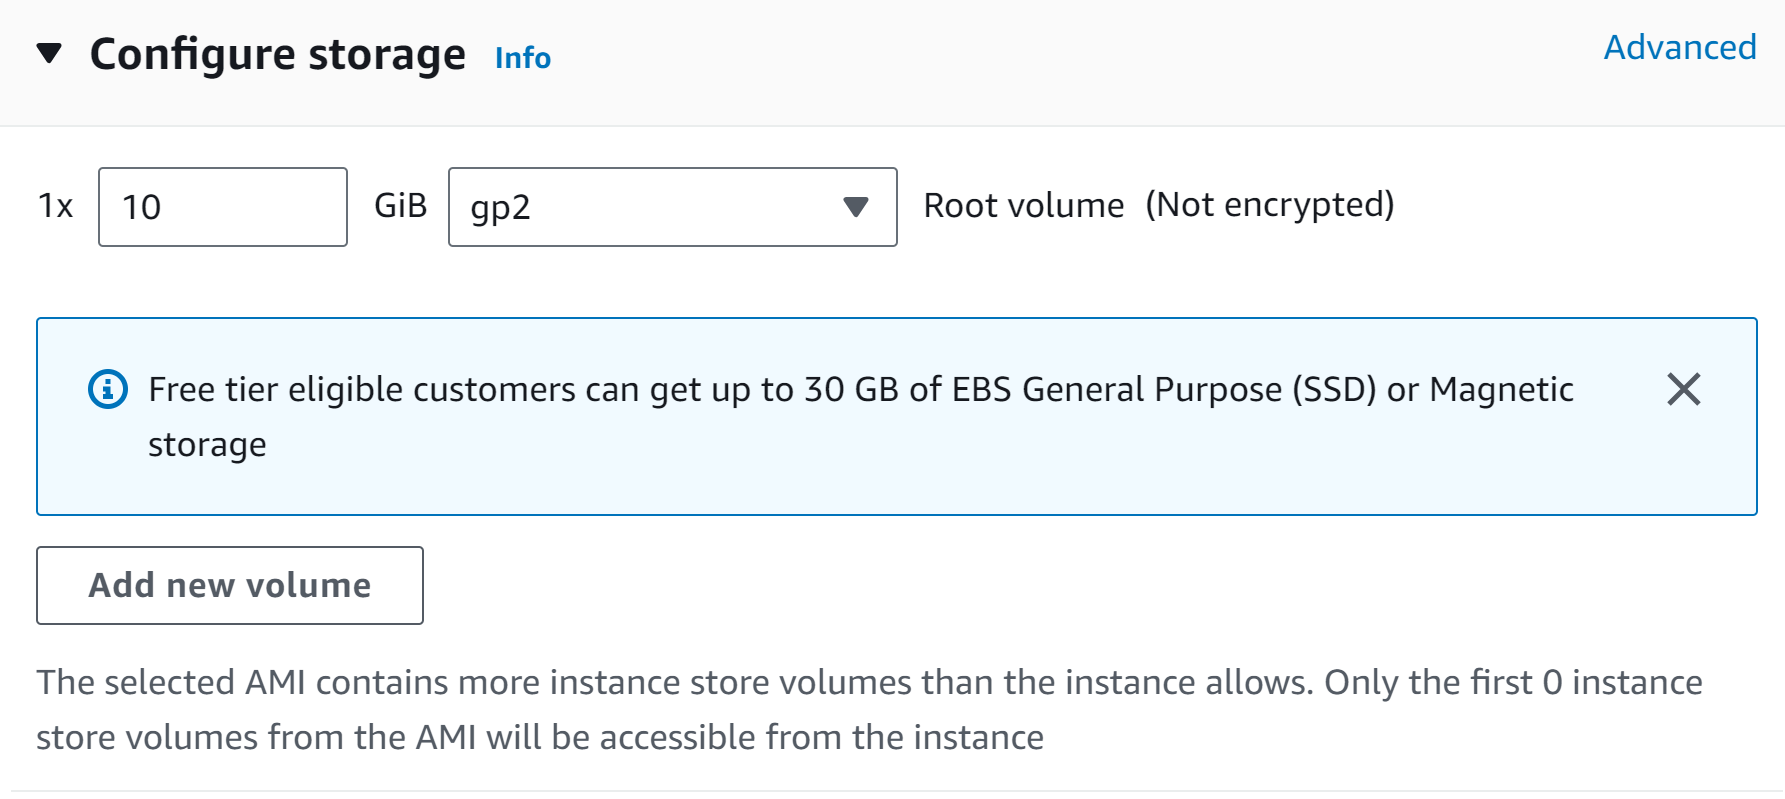 Configure storage Info Advanced
1x 10 GiB gp2 Root volume (Not encrypted)
Free tier eligible customers can get up to 30 GB of EBS General Purpose (SSD) or Magnetic
storage
Add new volume
The selected AMI contains more instance store volumes than the instance allows. Only the first 0 instance
store volumes from the AMI will be accessible from the instance